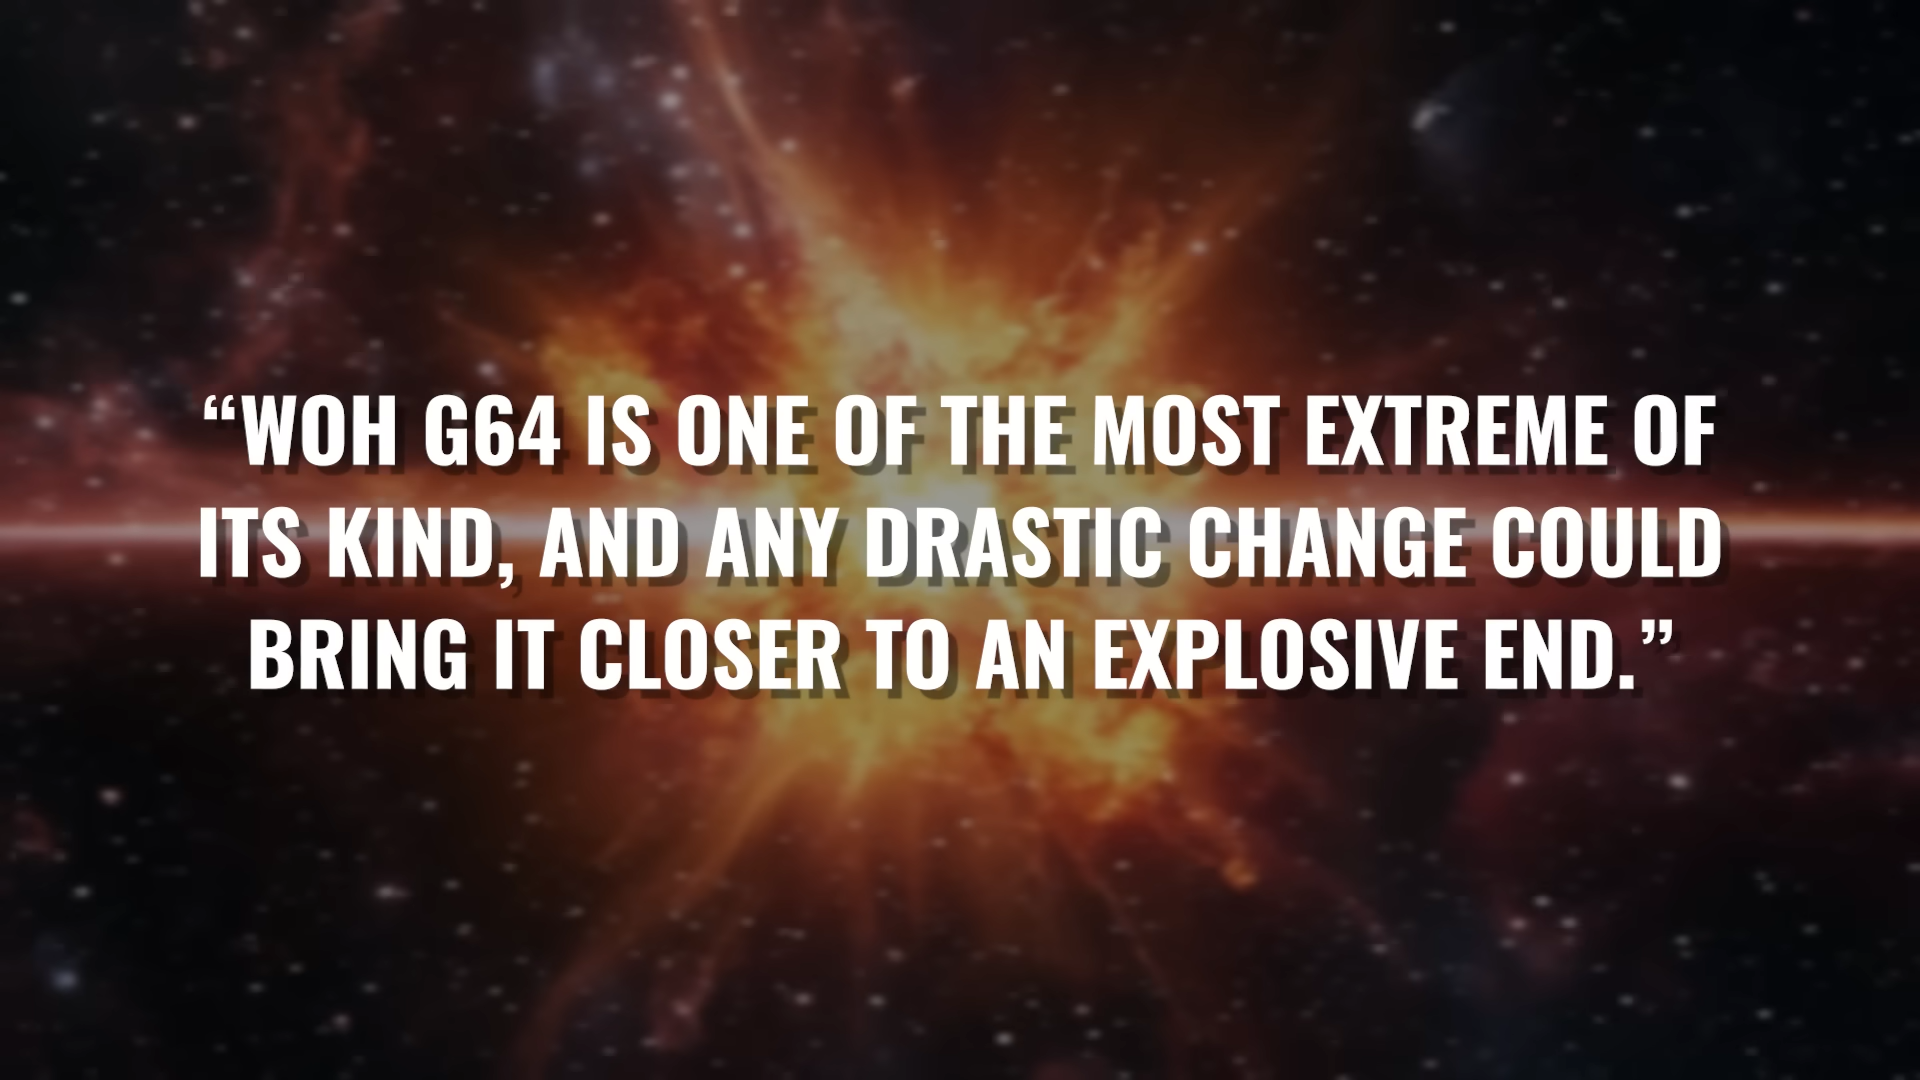 “WOH G64 IS ONE OF THE MOST EXTREME OF
ITS KIND, AND ANY DRASTIC CHANGE COULD
BRING IT CLOSER TO AN EXPLOSIVE END.”